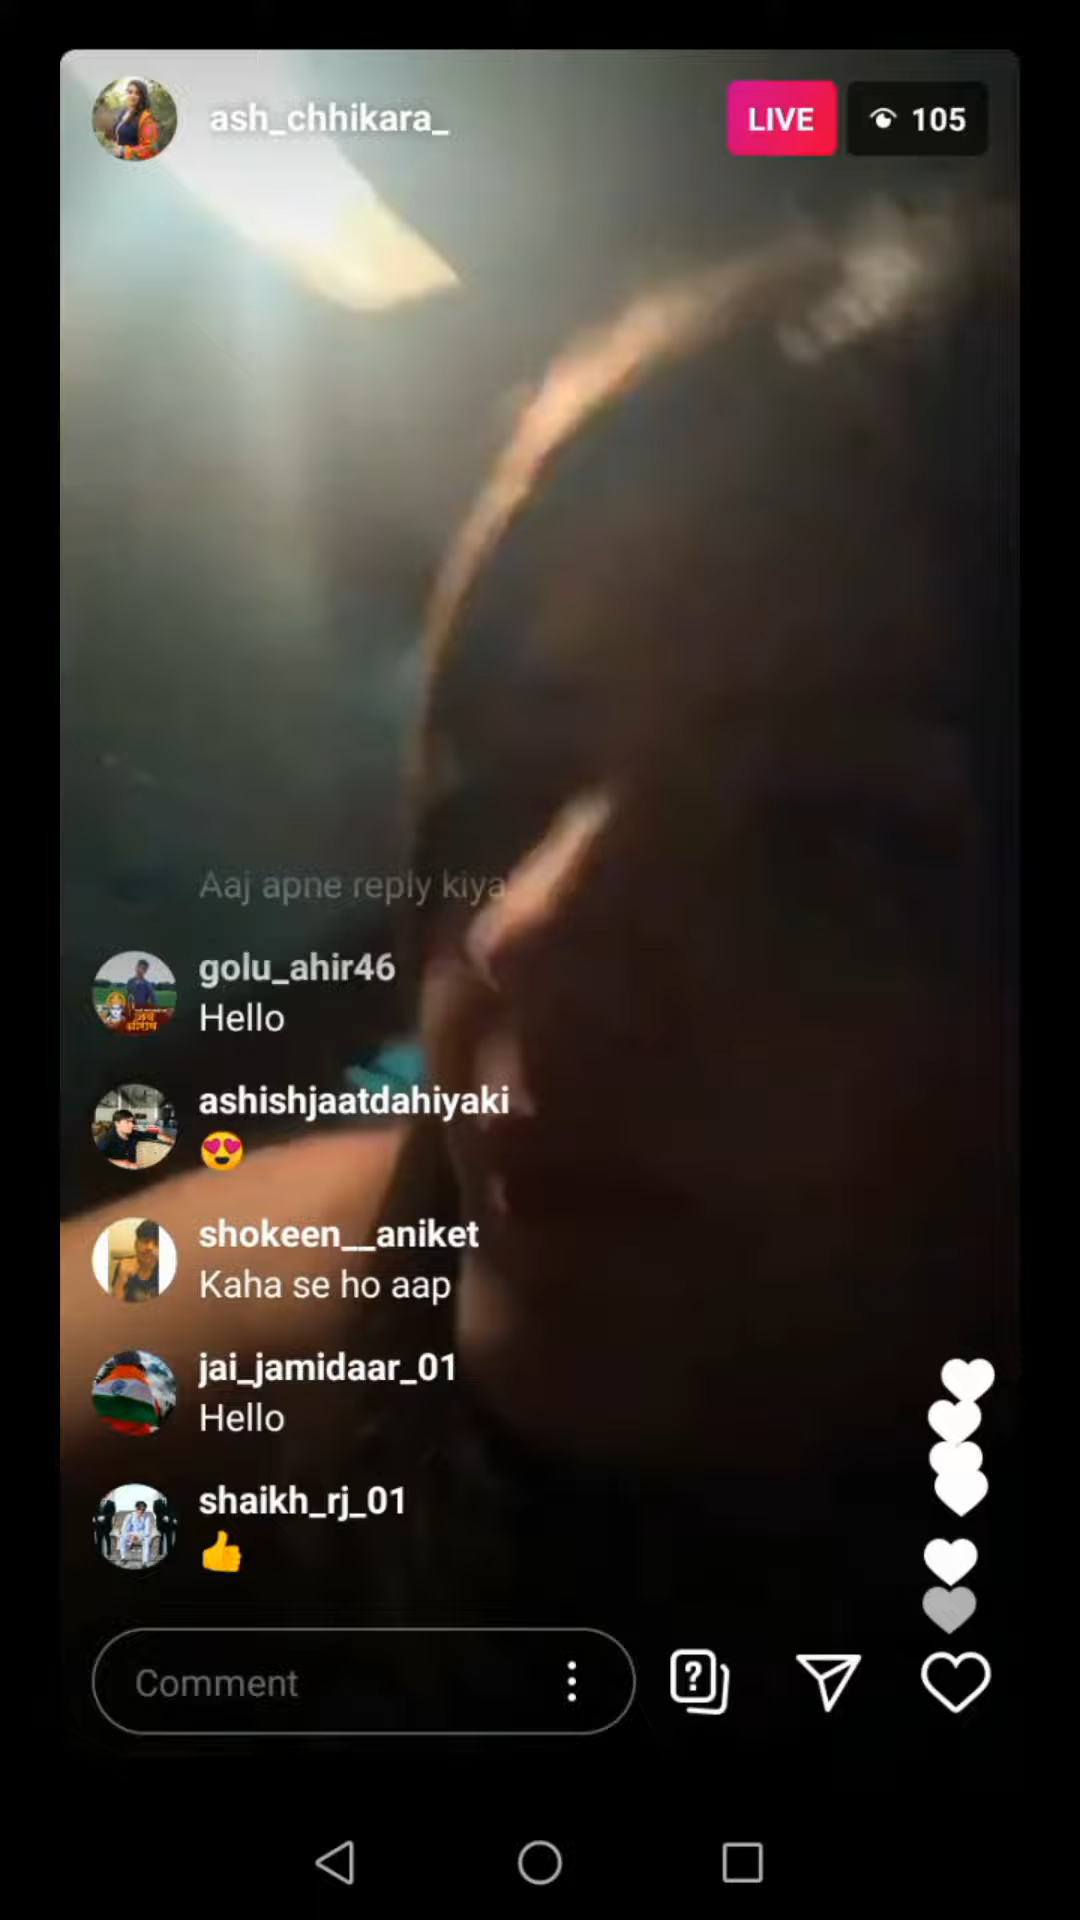 ash_chhikara_
LIVE
105
Aaj apne reply kiya
golu_ahir46
Hello
ashishjaatdahiyaki
😍
shokeen__aniket
Kaha se ho aap
jai_jamidaar_01
Hello
shaikh_rj_01
👍
Comment